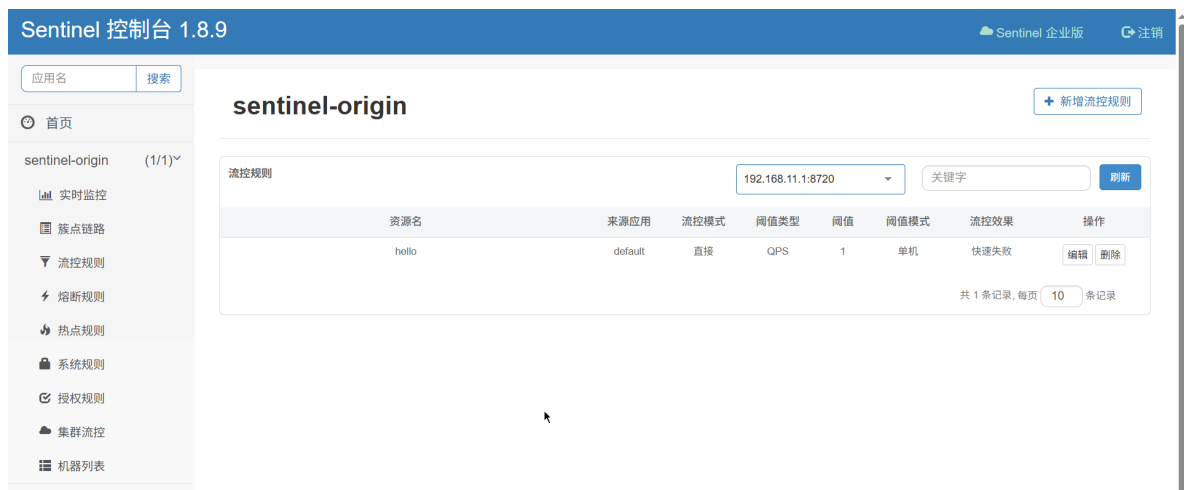 Sentinel 控制台 1.8.9
Sentinel 企业版
注销
应用名
搜索
首页
sentinel-origin (1/1)
实时监控
簇点链路
流控规则
熔断规则
热点规则
系统规则
授权规则
集群流控
机器列表
sentinel-origin
新增流控规则
流控规则
192.168.11.1:8720
关键字
刷新
资源名 来源应用 流控模式 阈值类型 阈值 阈值模式 流控效果 操作
hello default 直接 QPS 1 单机 快速失败 编辑 删除
共 1 条记录, 每页 10 条记录